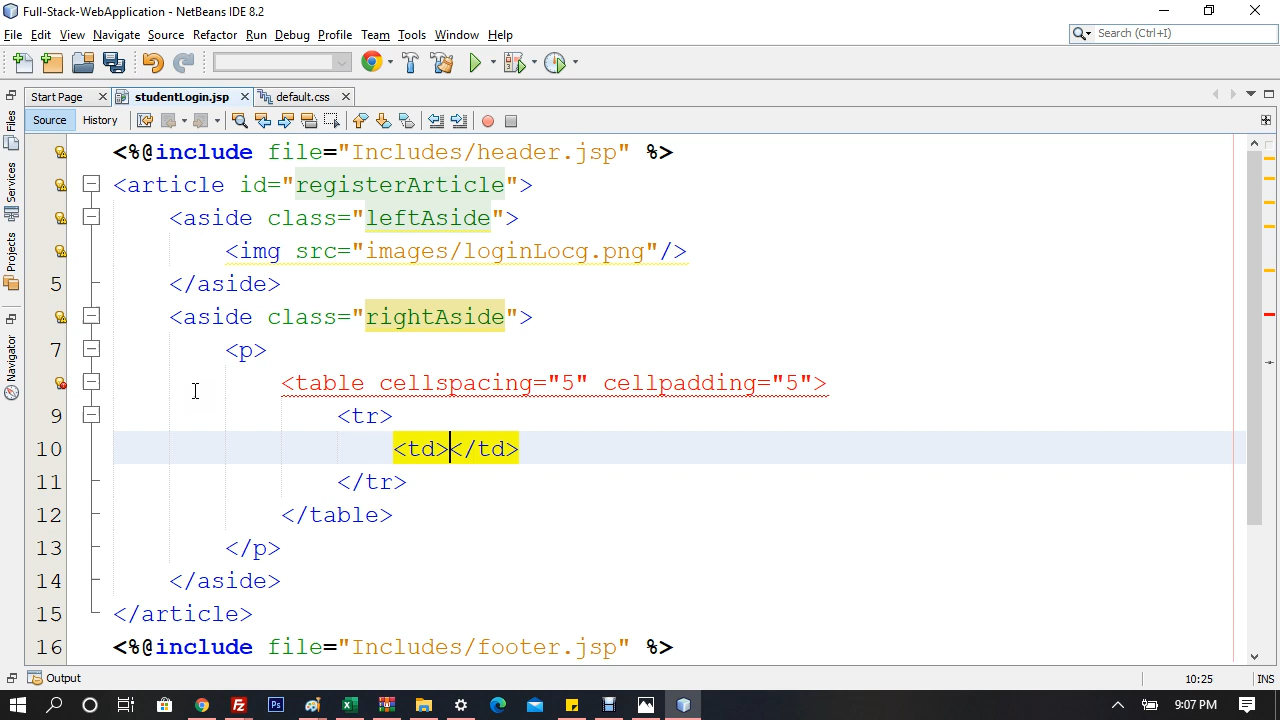 Full-Stack-WebApplication - NetBeans IDE 8.2
File Edit View Navigate Source Refactor Run Debug Profile Team Tools Window Help
Search (Ctrl+I)
Start Page studentLogin.jsp default.css
Source History
Files
Services
Projects
Navigator
<%@include file="Includes/header.jsp" %>
<article id="registerArticle">
<aside class="leftAside">
<img src="images/loginLocg.png"/>
5 </aside>
<aside class="rightAside">
7 <p>
<table cellspacing="5" cellpadding="5">
9 <tr>
10 <td></td>
11 </tr>
12 </table>
13 </p>
14 </aside>
15 </article>
16 <%@include file="Includes/footer.jsp" %>
Output
10:25 INS
9:07 PM